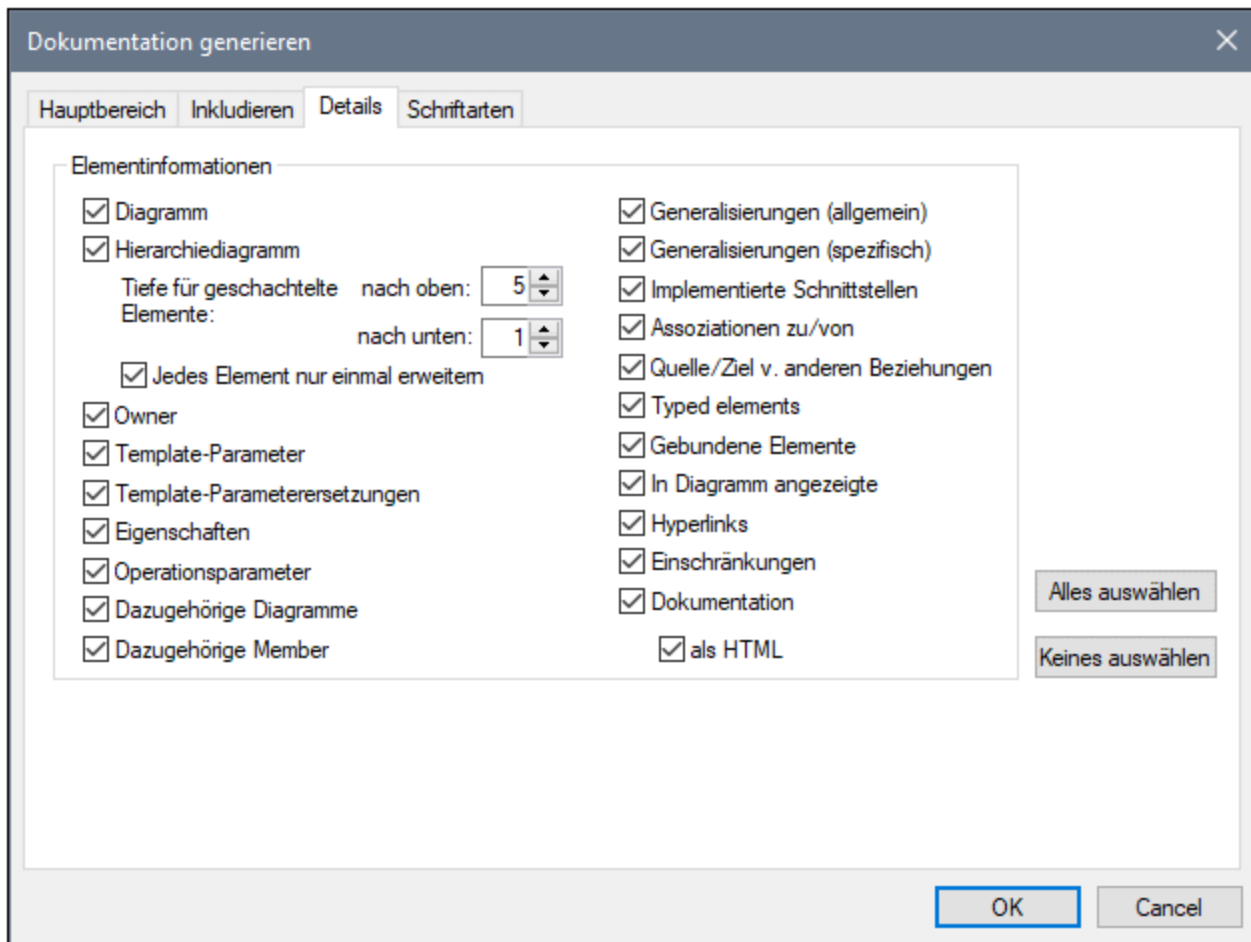 Dokumentation generieren
Hauptbereich
Inkludieren
Details
Schriftarten
Elementinformationen
Diagramm
Hierarchiediagramm
Tiefe für geschachtelte
Elemente:
nach oben: 5
nach unten: 1
Jedes Element nur einmal erweitern
Owner
Template-Parameter
Template-Parameterersetzungen
Eigenschaften
Operationsparameter
Dazugehörige Diagramme
Dazugehörige Member
Generalisierungen (allgemein)
Generalisierungen (spezifisch)
Implementierte Schnittstellen
Assoziationen zu/von
Quelle/Ziel v. anderen Beziehungen
Typed elements
Gebundene Elemente
In Diagramm angezeigte
Hyperlinks
Einschränkungen
Dokumentation
als HTML
Alles auswählen
Keines auswählen
OK
Cancel